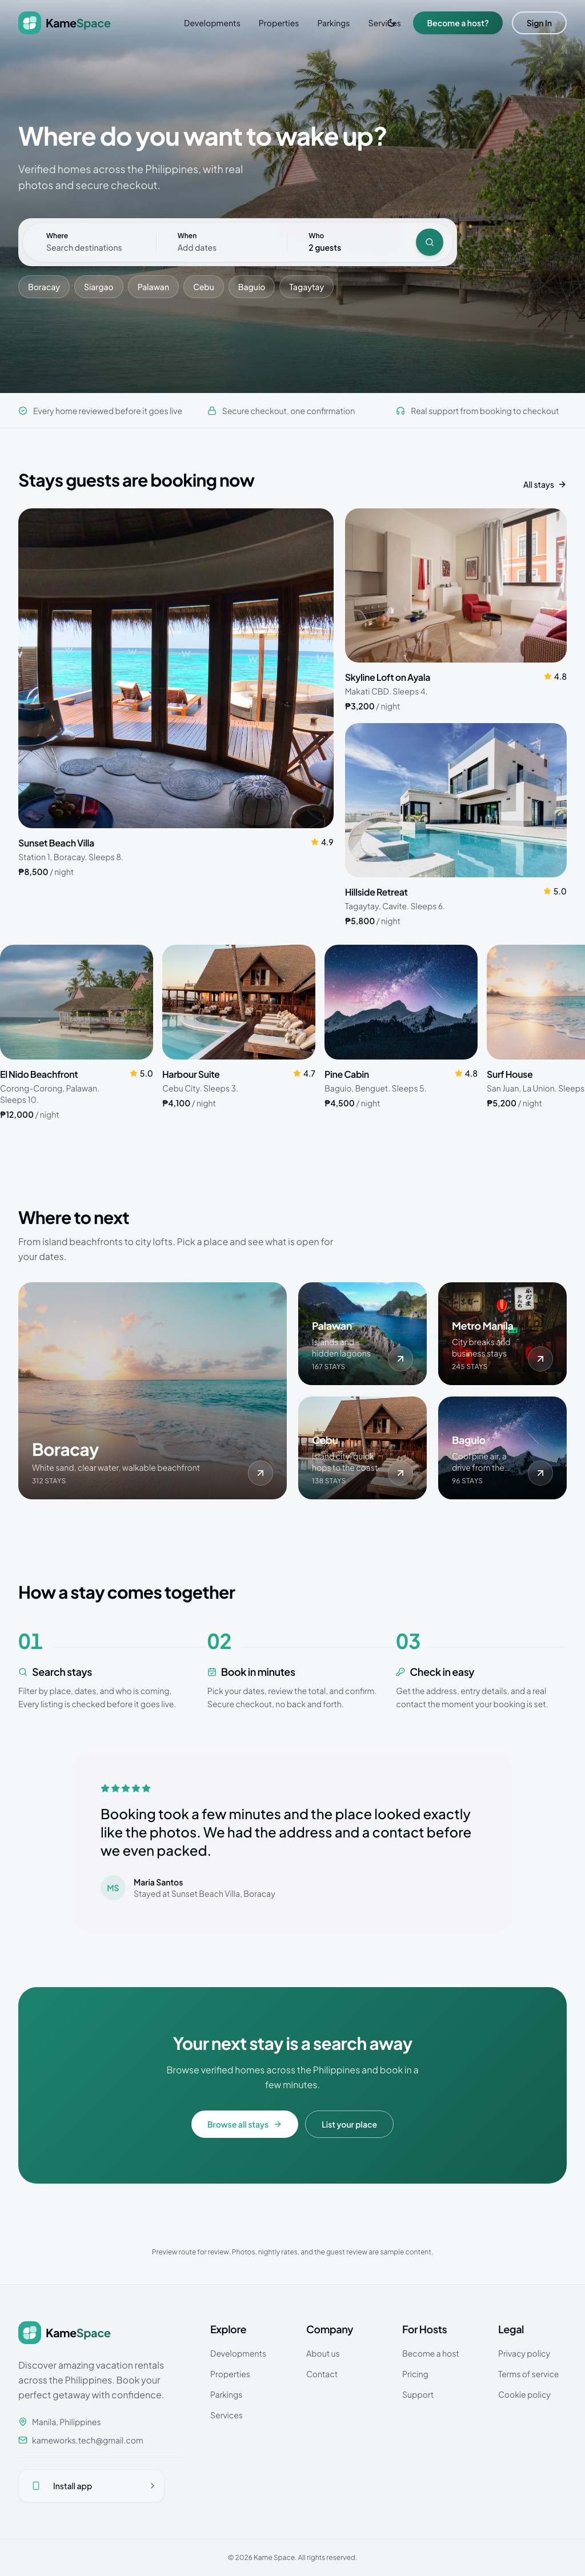 KameSpace
Developments
Properties
Parkings
Services
Become a host?
Sign In
Where do you want to wake up?
Verified homes across the Philippines, with real
photos and secure checkout.
Where
Search destinations
When
Add dates
Who
2 guests
Boracay
Siargao
Palawan
Cebu
Baguio
Tagaytay
Every home reviewed before it goes live
Secure checkout, one confirmation
Real support from booking to checkout
Stays guests are booking now
All stays
Sunset Beach Villa
4.9
Station 1, Boracay. Sleeps 8.
₱8,500 / night
Skyline Loft on Ayala
4.8
Makati CBD. Sleeps 4.
₱3,200 / night
Hillside Retreat
5.0
Tagaytay, Cavite. Sleeps 6.
₱5,800 / night
El Nido Beachfront
5.0
Corong-Corong, Palawan.
Sleeps 10.
₱12,000 / night
Harbour Suite
4.7
Cebu City. Sleeps 3.
₱4,100 / night
Pine Cabin
4.8
Baguio, Benguet. Sleeps 5.
₱4,500 / night
Surf House
San Juan, La Union. Sleeps
₱5,200 / night
Where to next
From island beachfronts to city lofts. Pick a place and see what is open for
your dates.
Boracay
White sand, clear water, walkable beachfront
312 STAYS
Palawan
Islands and
hidden lagoons
167 STAYS
Metro Manila
City breaks and
business stays
245 STAYS
Cebu
Island city, quick
hops to the coast
138 STAYS
Baguio
Cool pine air, a
drive from the...
96 STAYS
How a stay comes together
01
Search stays
Filter by place, dates, and who is coming.
Every listing is checked before it goes live.
02
Book in minutes
Pick your dates, review the total, and confirm.
Secure checkout, no back and forth.
03
Check in easy
Get the address, entry details, and a real
contact the moment your booking is set.
Booking took a few minutes and the place looked exactly
like the photos. We had the address and a contact before
we even packed.
MS
Maria Santos
Stayed at Sunset Beach Villa, Boracay
Your next stay is a search away
Browse verified homes across the Philippines and book in a
few minutes.
Browse all stays
List your place
Preview route for review. Photos, nightly rates, and the guest review are sample content.
KameSpace
Discover amazing vacation rentals
across the Philippines. Book your
perfect getaway with confidence.
Manila, Philippines
kameworks.tech@gmail.com
Install app
Explore
Developments
Properties
Parkings
Services
Company
About us
Contact
For Hosts
Become a host
Pricing
Support
Legal
Privacy policy
Terms of service
Cookie policy
© 2026 Kame Space. All rights reserved.